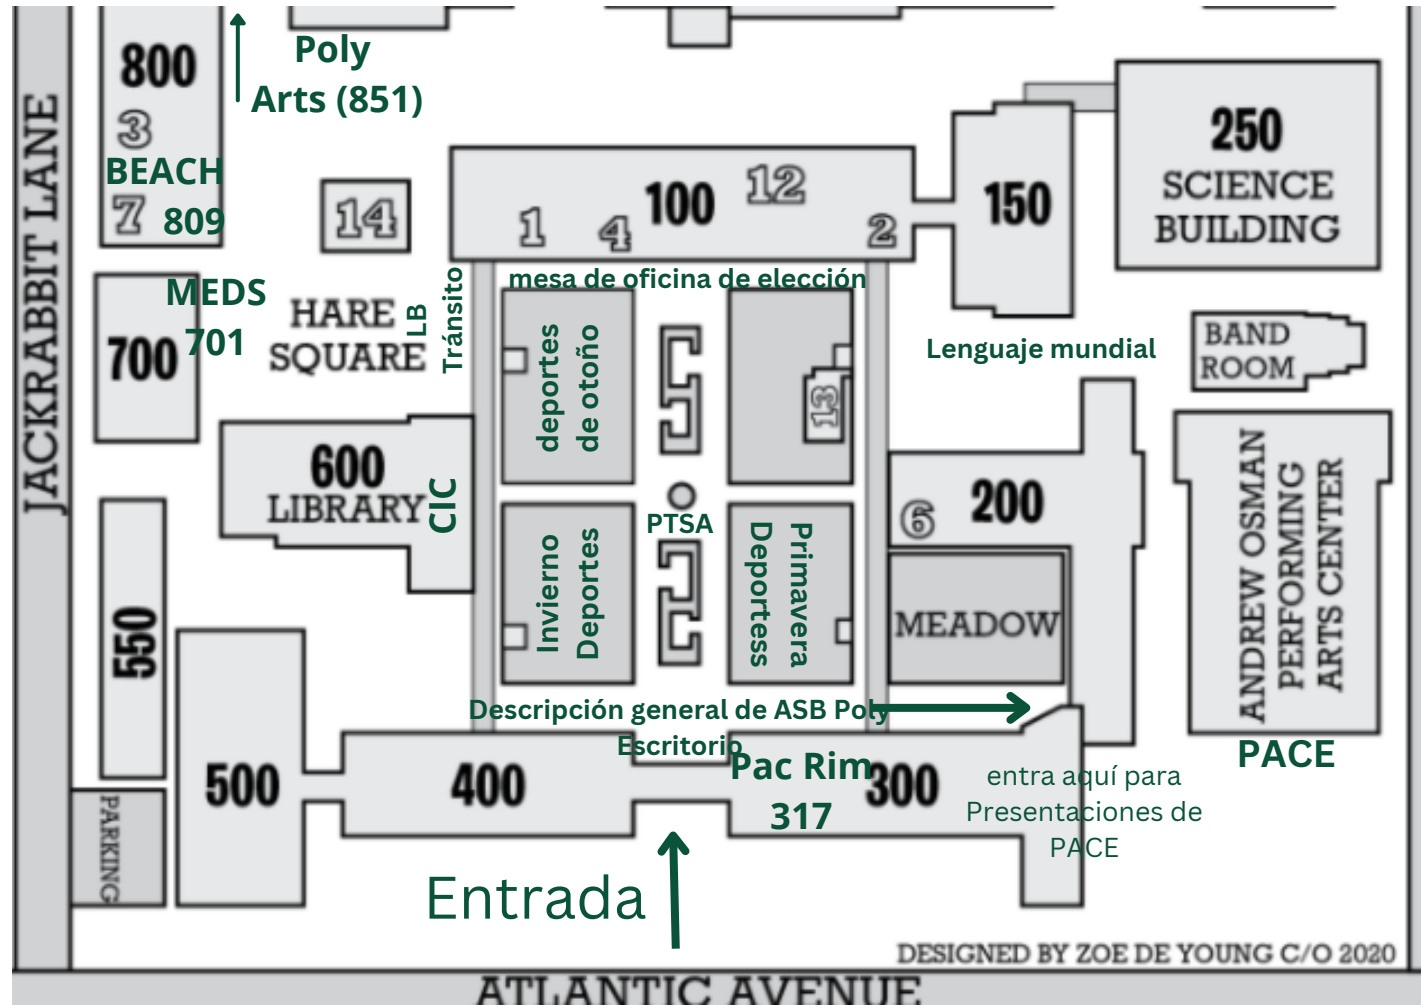 800
3
BEACH
7 809
Poly
Arts (851)
JACKRABBIT LANE
14
100
12
1
4
2
150
250
SCIENCE
BUILDING
MEDS
701
700
HARE
SQUARE
LB
Tránsito
mesa de oficina de elección
deportes
de otoño
13
Lenguaje mundial
BAND
ROOM
600
LIBRARY
CIC
PTSA
6
200
Invierno
Deportes
Primavera
Deportess
MEADOW
ANDREW OSMAN
PERFORMING
ARTS CENTER
PACE
550
PARKING
500
400
Descripción general de ASB Poly
Escritorio
Pac Rim
317
300
entra aquí para
Presentaciones de
PACE
Entrada
DESIGNED BY ZOE DE YOUNG C/O 2020
ATLANTIC AVENUE